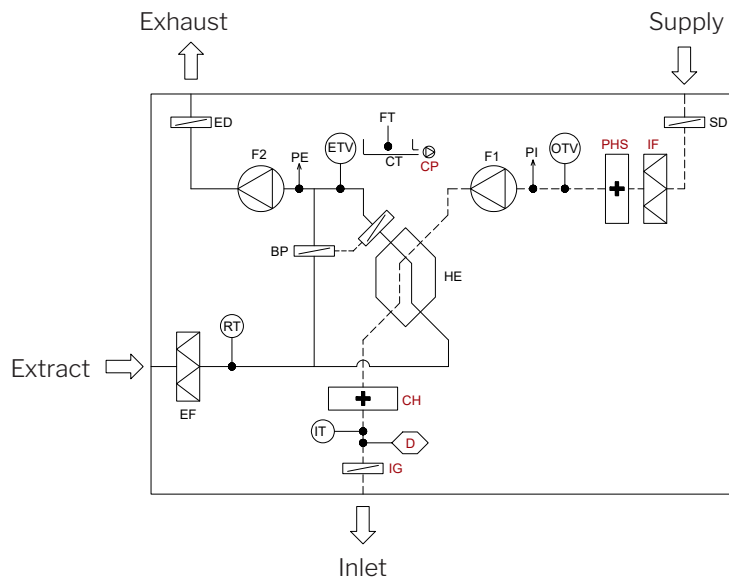 Exhaust
Supply
ED
F2
PE
ETV
FT
CT
CP
F1
PI
OTV
PHS
IF
SD
BP
HE
RT
Extract
EF
CH
IT
D
IG
Inlet